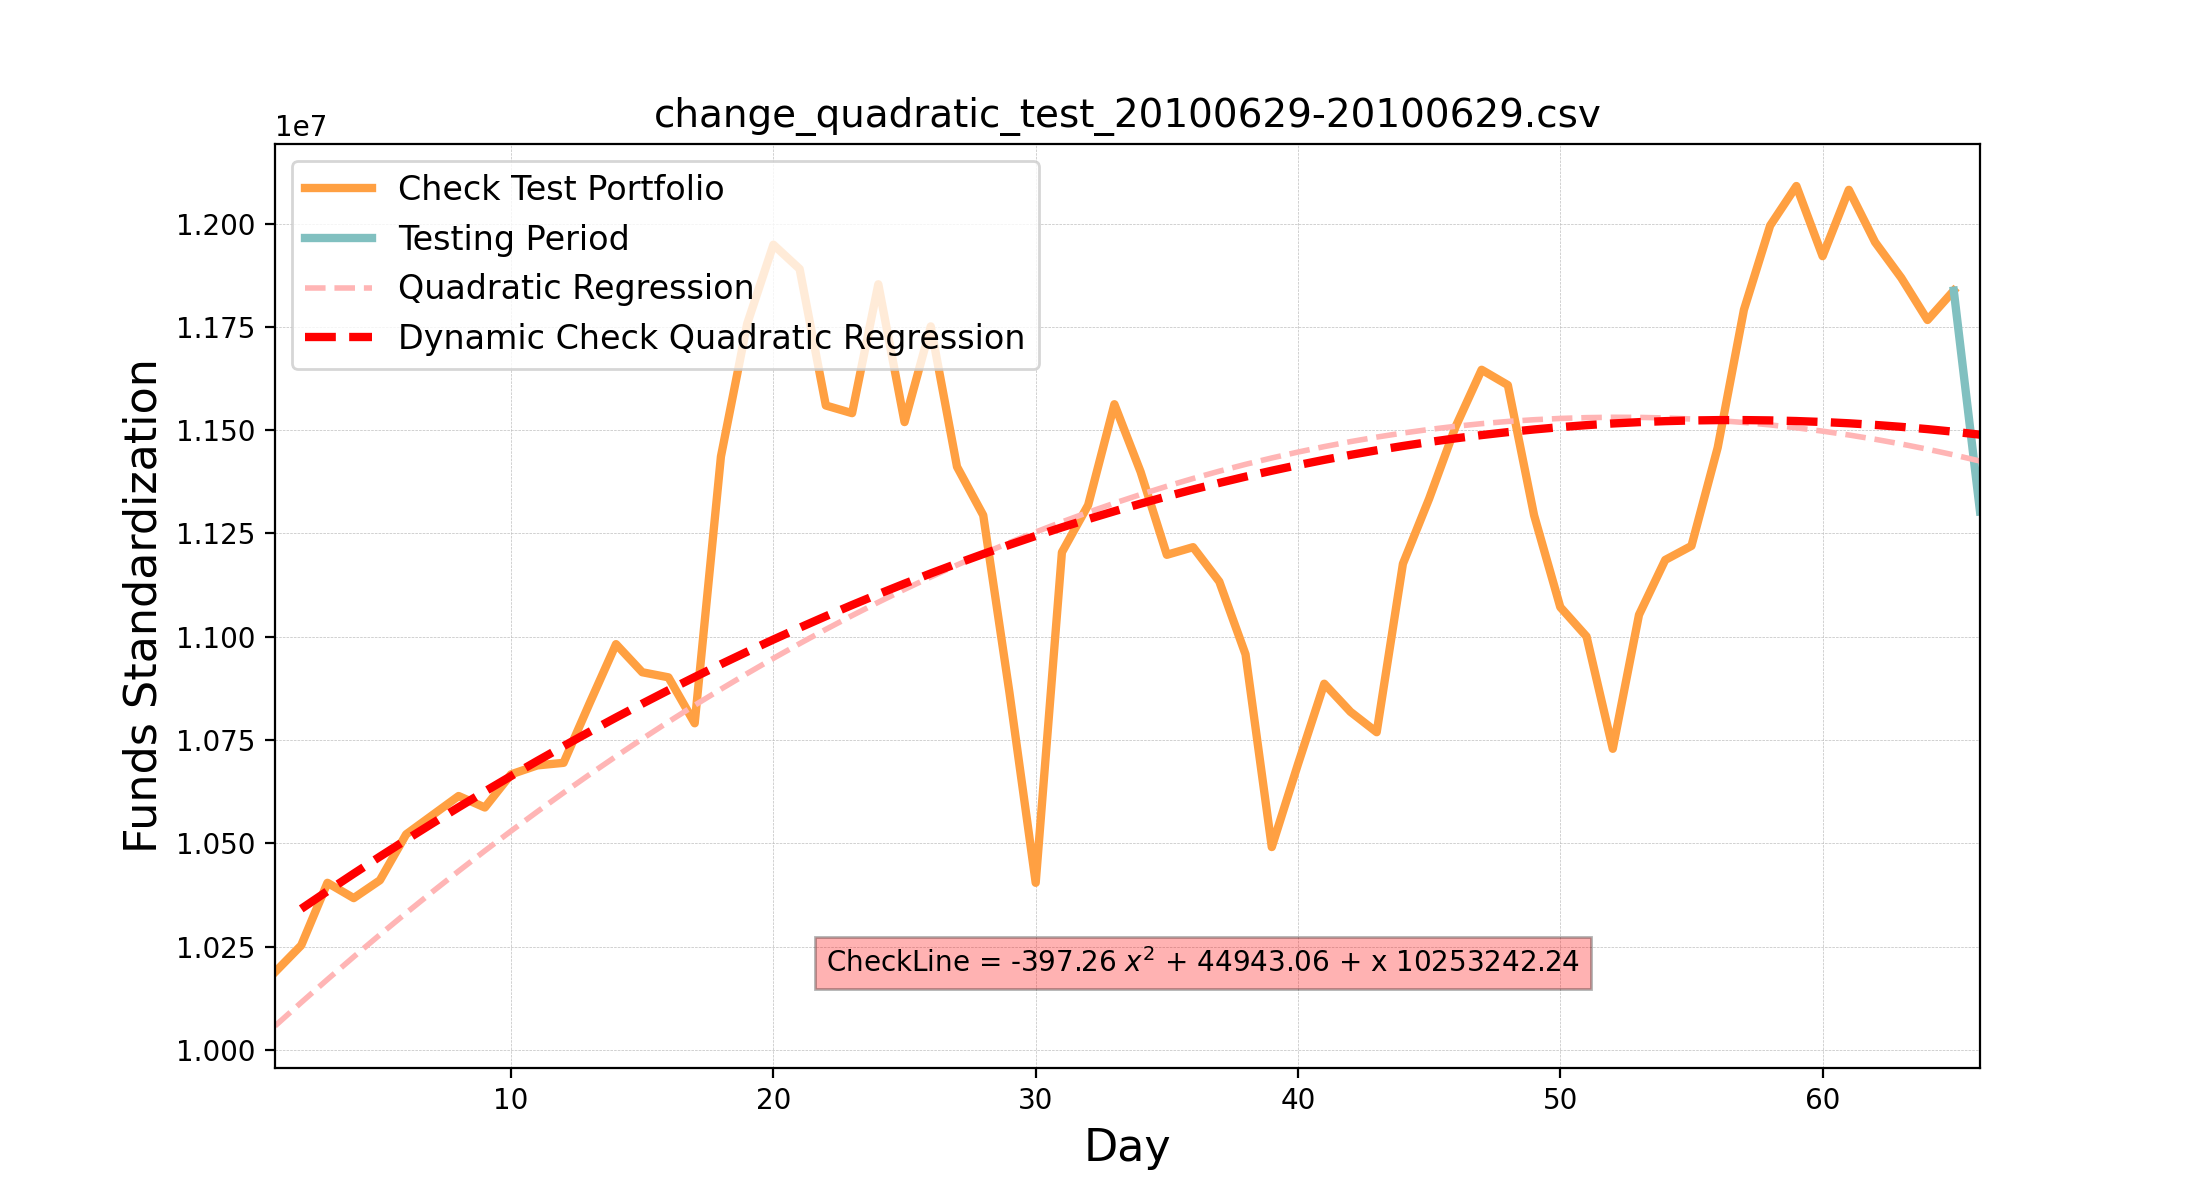 change_quadratic_test_20100629-20100629.csv
1e7
Check Test Portfolio
Testing Period
Quadratic Regression
Dynamic Check Quadratic Regression
1.200
1.175
1.150
1.125
1.100
1.075
1.050
1.025
1.000
Funds Standardization
CheckLine = -397.26 x² + 44943.06 + x 10253242.24
10 20 30 40 50 60
Day